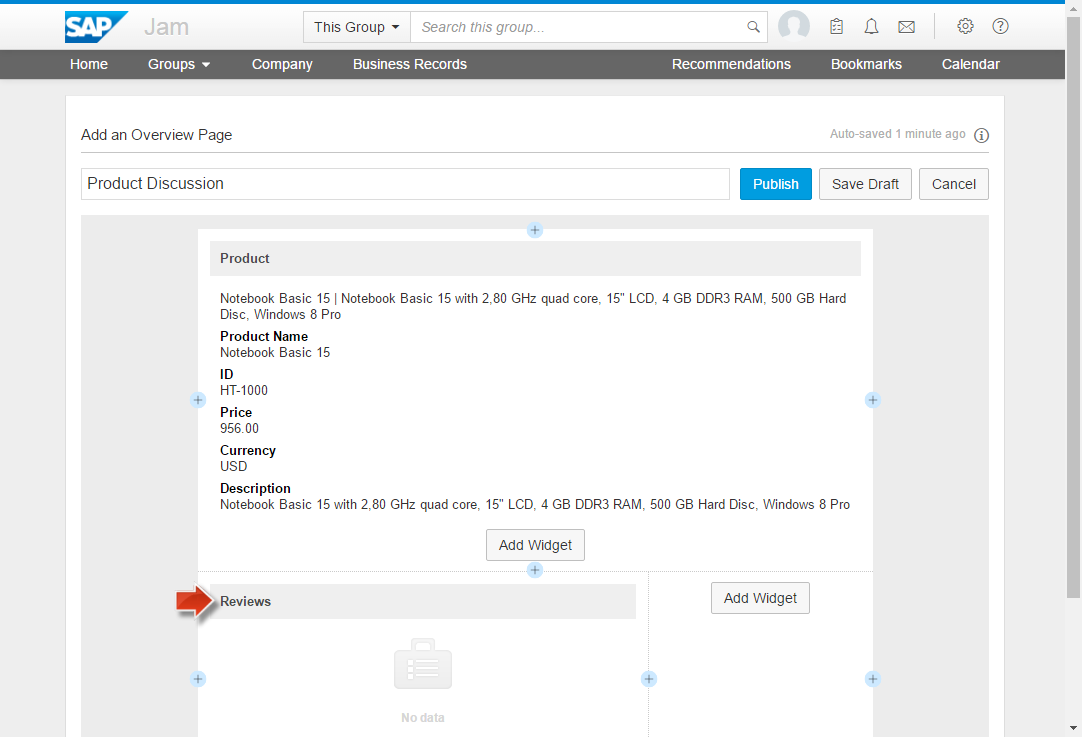 SAP Jam
This Group Search this group...
Home Groups Company Business Records Recommendations Bookmarks Calendar
Add an Overview Page Auto-saved 1 minute ago
Product Discussion Publish Save Draft Cancel
Product
Notebook Basic 15 | Notebook Basic 15 with 2,80 GHz quad core, 15" LCD, 4 GB DDR3 RAM, 500 GB Hard
Disc, Windows 8 Pro
Product Name
Notebook Basic 15
ID
HT-1000
Price
956.00
Currency
USD
Description
Notebook Basic 15 with 2,80 GHz quad core, 15" LCD, 4 GB DDR3 RAM, 500 GB Hard Disc, Windows 8 Pro
Add Widget
Reviews Add Widget
No data